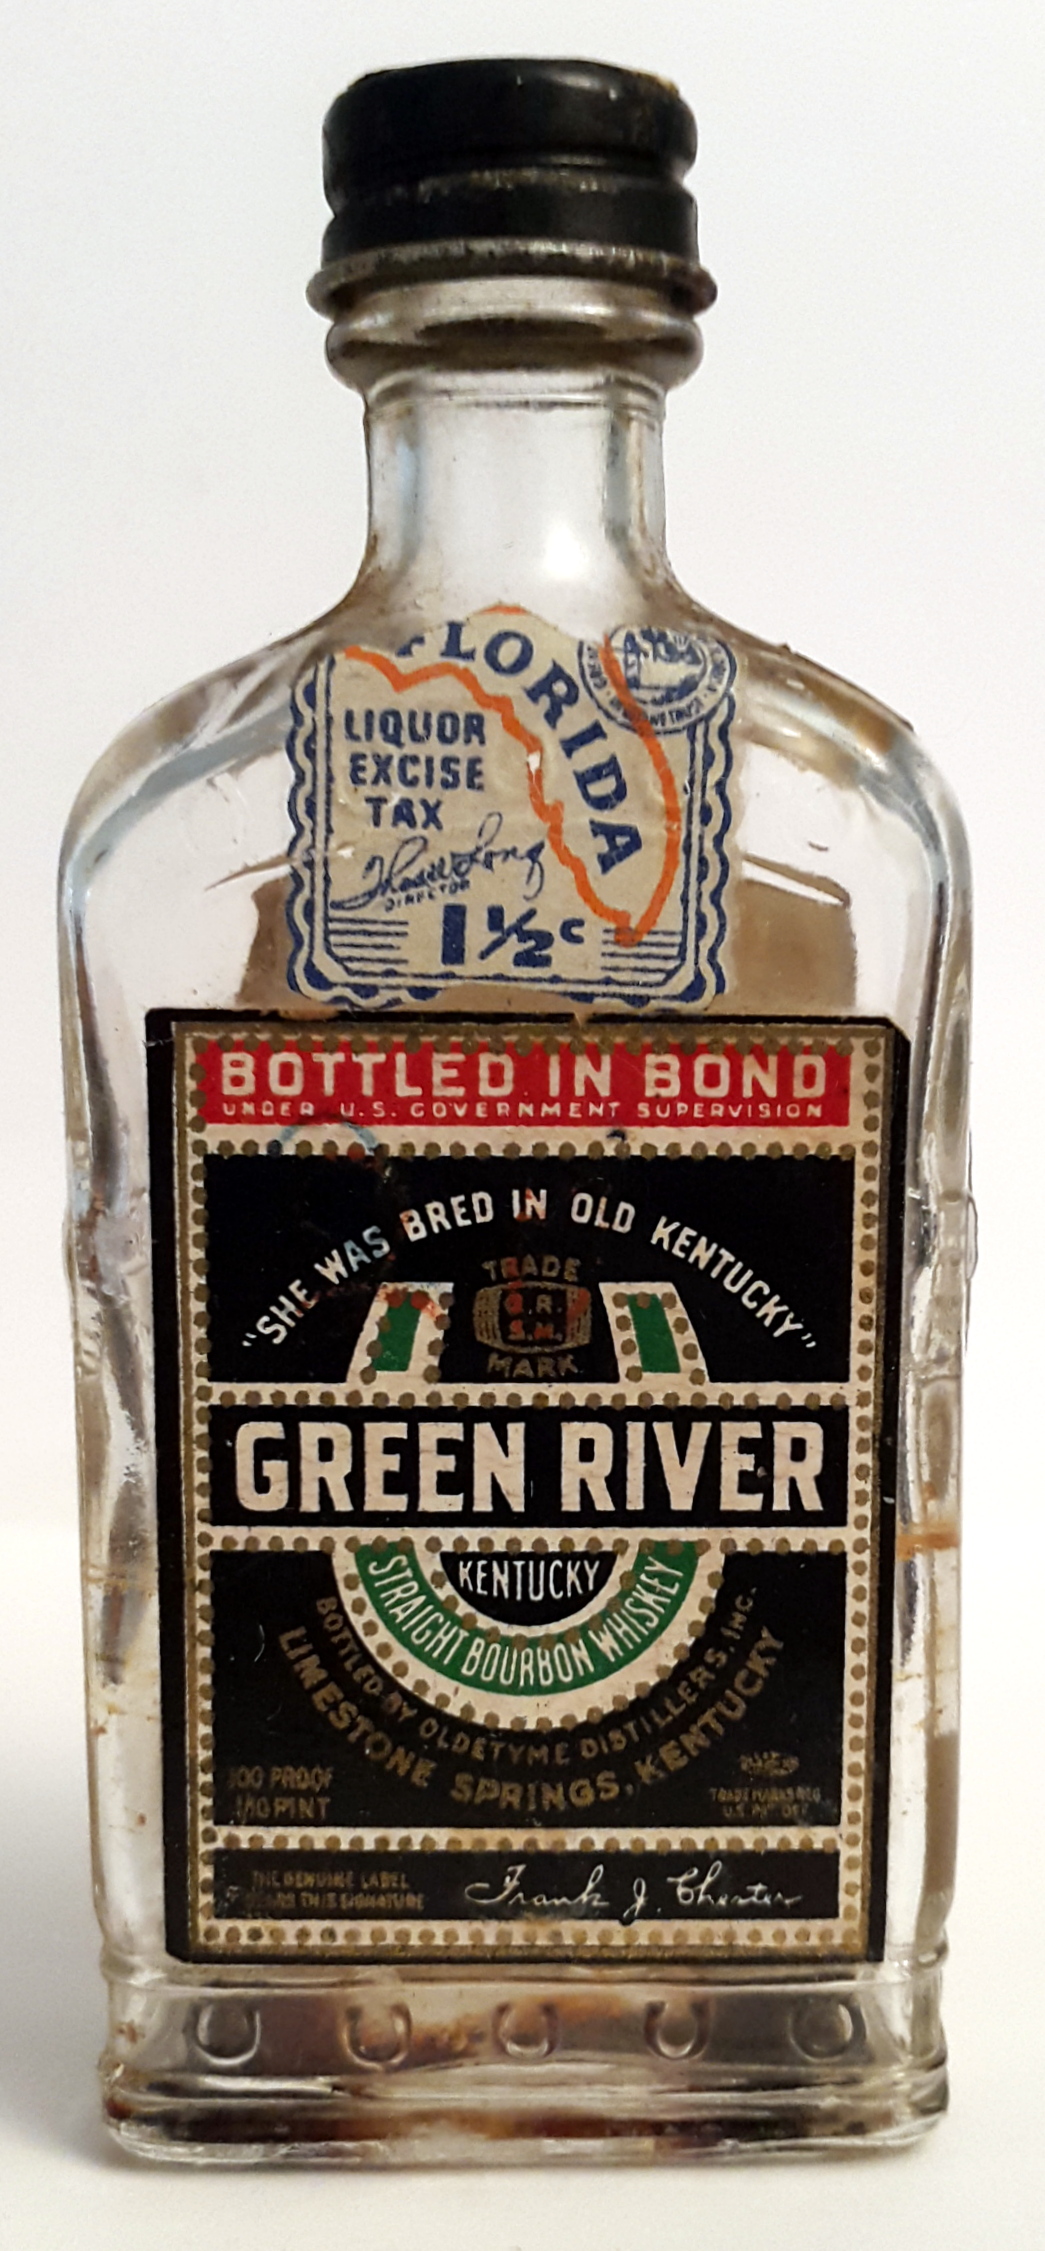 FLORIDA
LIQUOR
EXCISE
TAX
DIRECTOR
1½c
BOTTLED IN BOND
UNDER U.S. GOVERNMENT SUPERVISION
"SHE WAS BRED IN OLD KENTUCKY"
TRADE
G.R.
S.M.
MARK
GREEN RIVER
KENTUCKY
STRAIGHT BOURBON WHISKEY
BOTTLED BY OLDETYME DISTILLERS, INC.
LIMESTONE SPRINGS, KENTUCKY
100 PROOF
1/10 PINT
TRADE MARKS REG
U.S. PAT. OFF.
THE GENUINE LABEL
BEARS THIS SIGNATURE
Frank J. Chester